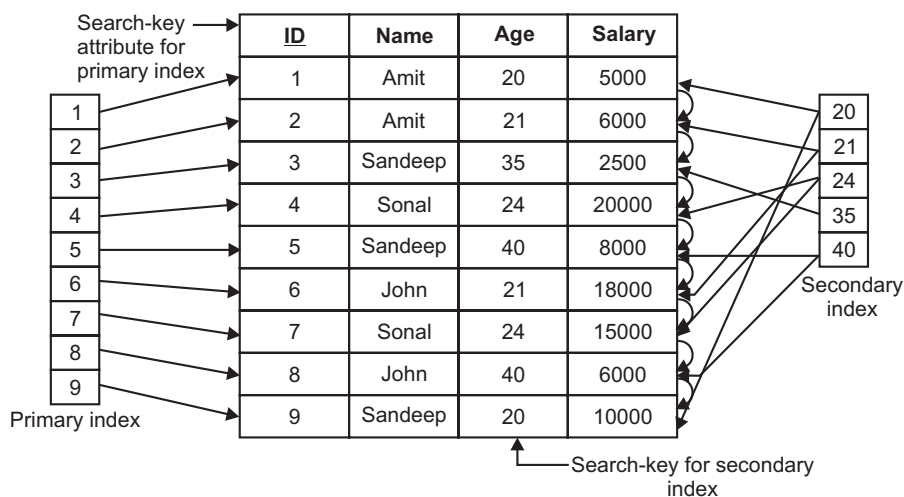 Search-key
attribute for
primary index
ID Name Age Salary
1 Amit 20 5000
2 Amit 21 6000
3 Sandeep 35 2500
4 Sonal 24 20000
5 Sandeep 40 8000
6 John 21 18000
7 Sonal 24 15000
8 John 40 6000
9 Sandeep 20 10000
1
2
3
4
5
6
7
8
9
Primary index
20
21
24
35
40
Secondary
index
Search-key for secondary
index